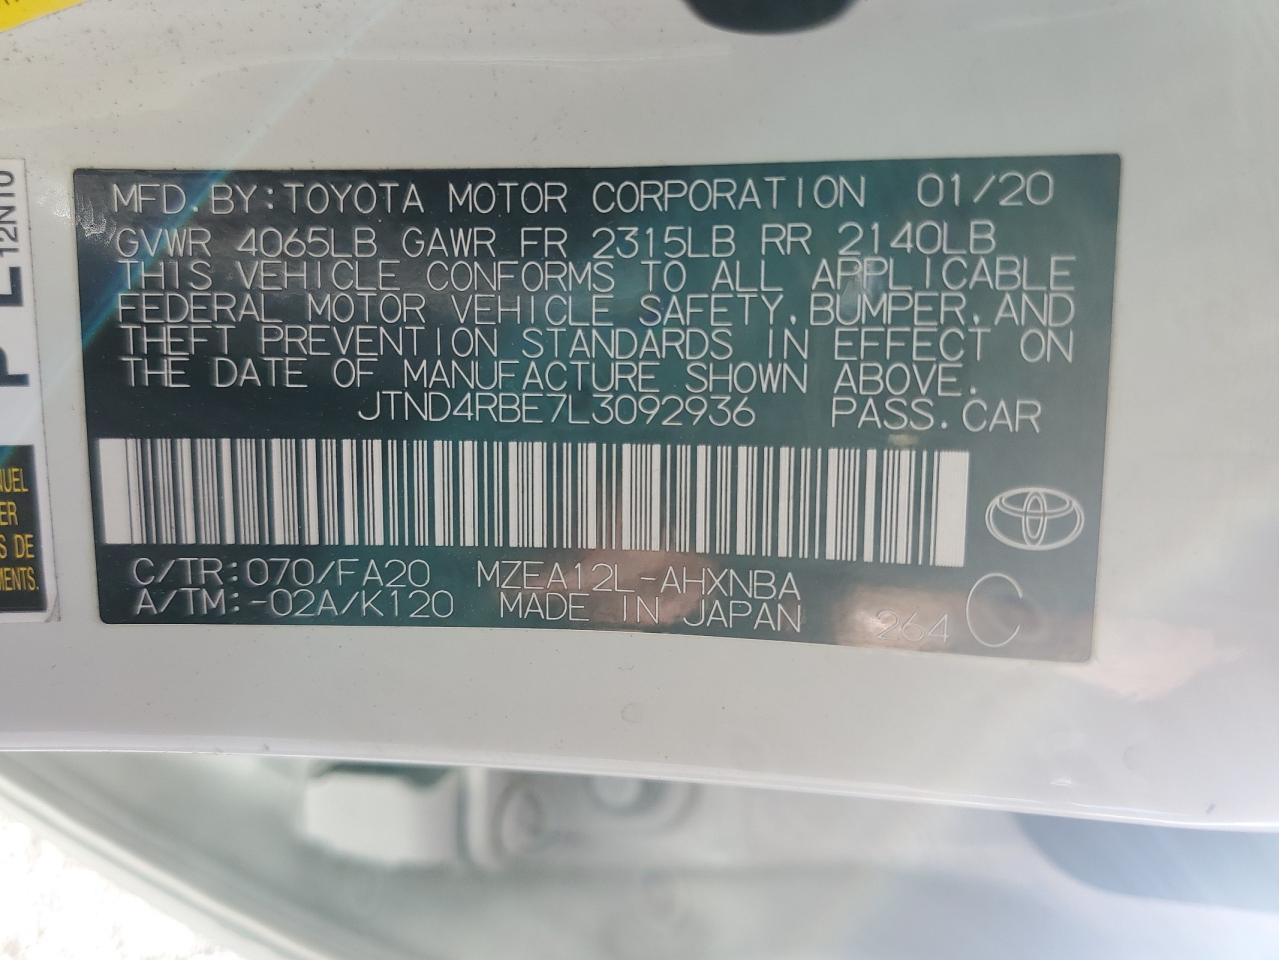 MFD. BY: TOYOTA MOTOR CORPORATION 01/20
GVWR 4065LB GAWR FR 2315LB RR 2140LB
THIS VEHICLE CONFORMS TO ALL APPLICABLE
FEDERAL MOTOR VEHICLE SAFETY, BUMPER, AND
THEFT PREVENTION STANDARDS IN EFFECT ON
THE DATE OF MANUFACTURE SHOWN ABOVE.
JTND4RBE7L3092936 PASS. CAR
C/TR: 070/FA20 MZEA12L-AHXNBA
A/TM: -02A/K120 MADE IN JAPAN 264 C
12N10
S DE